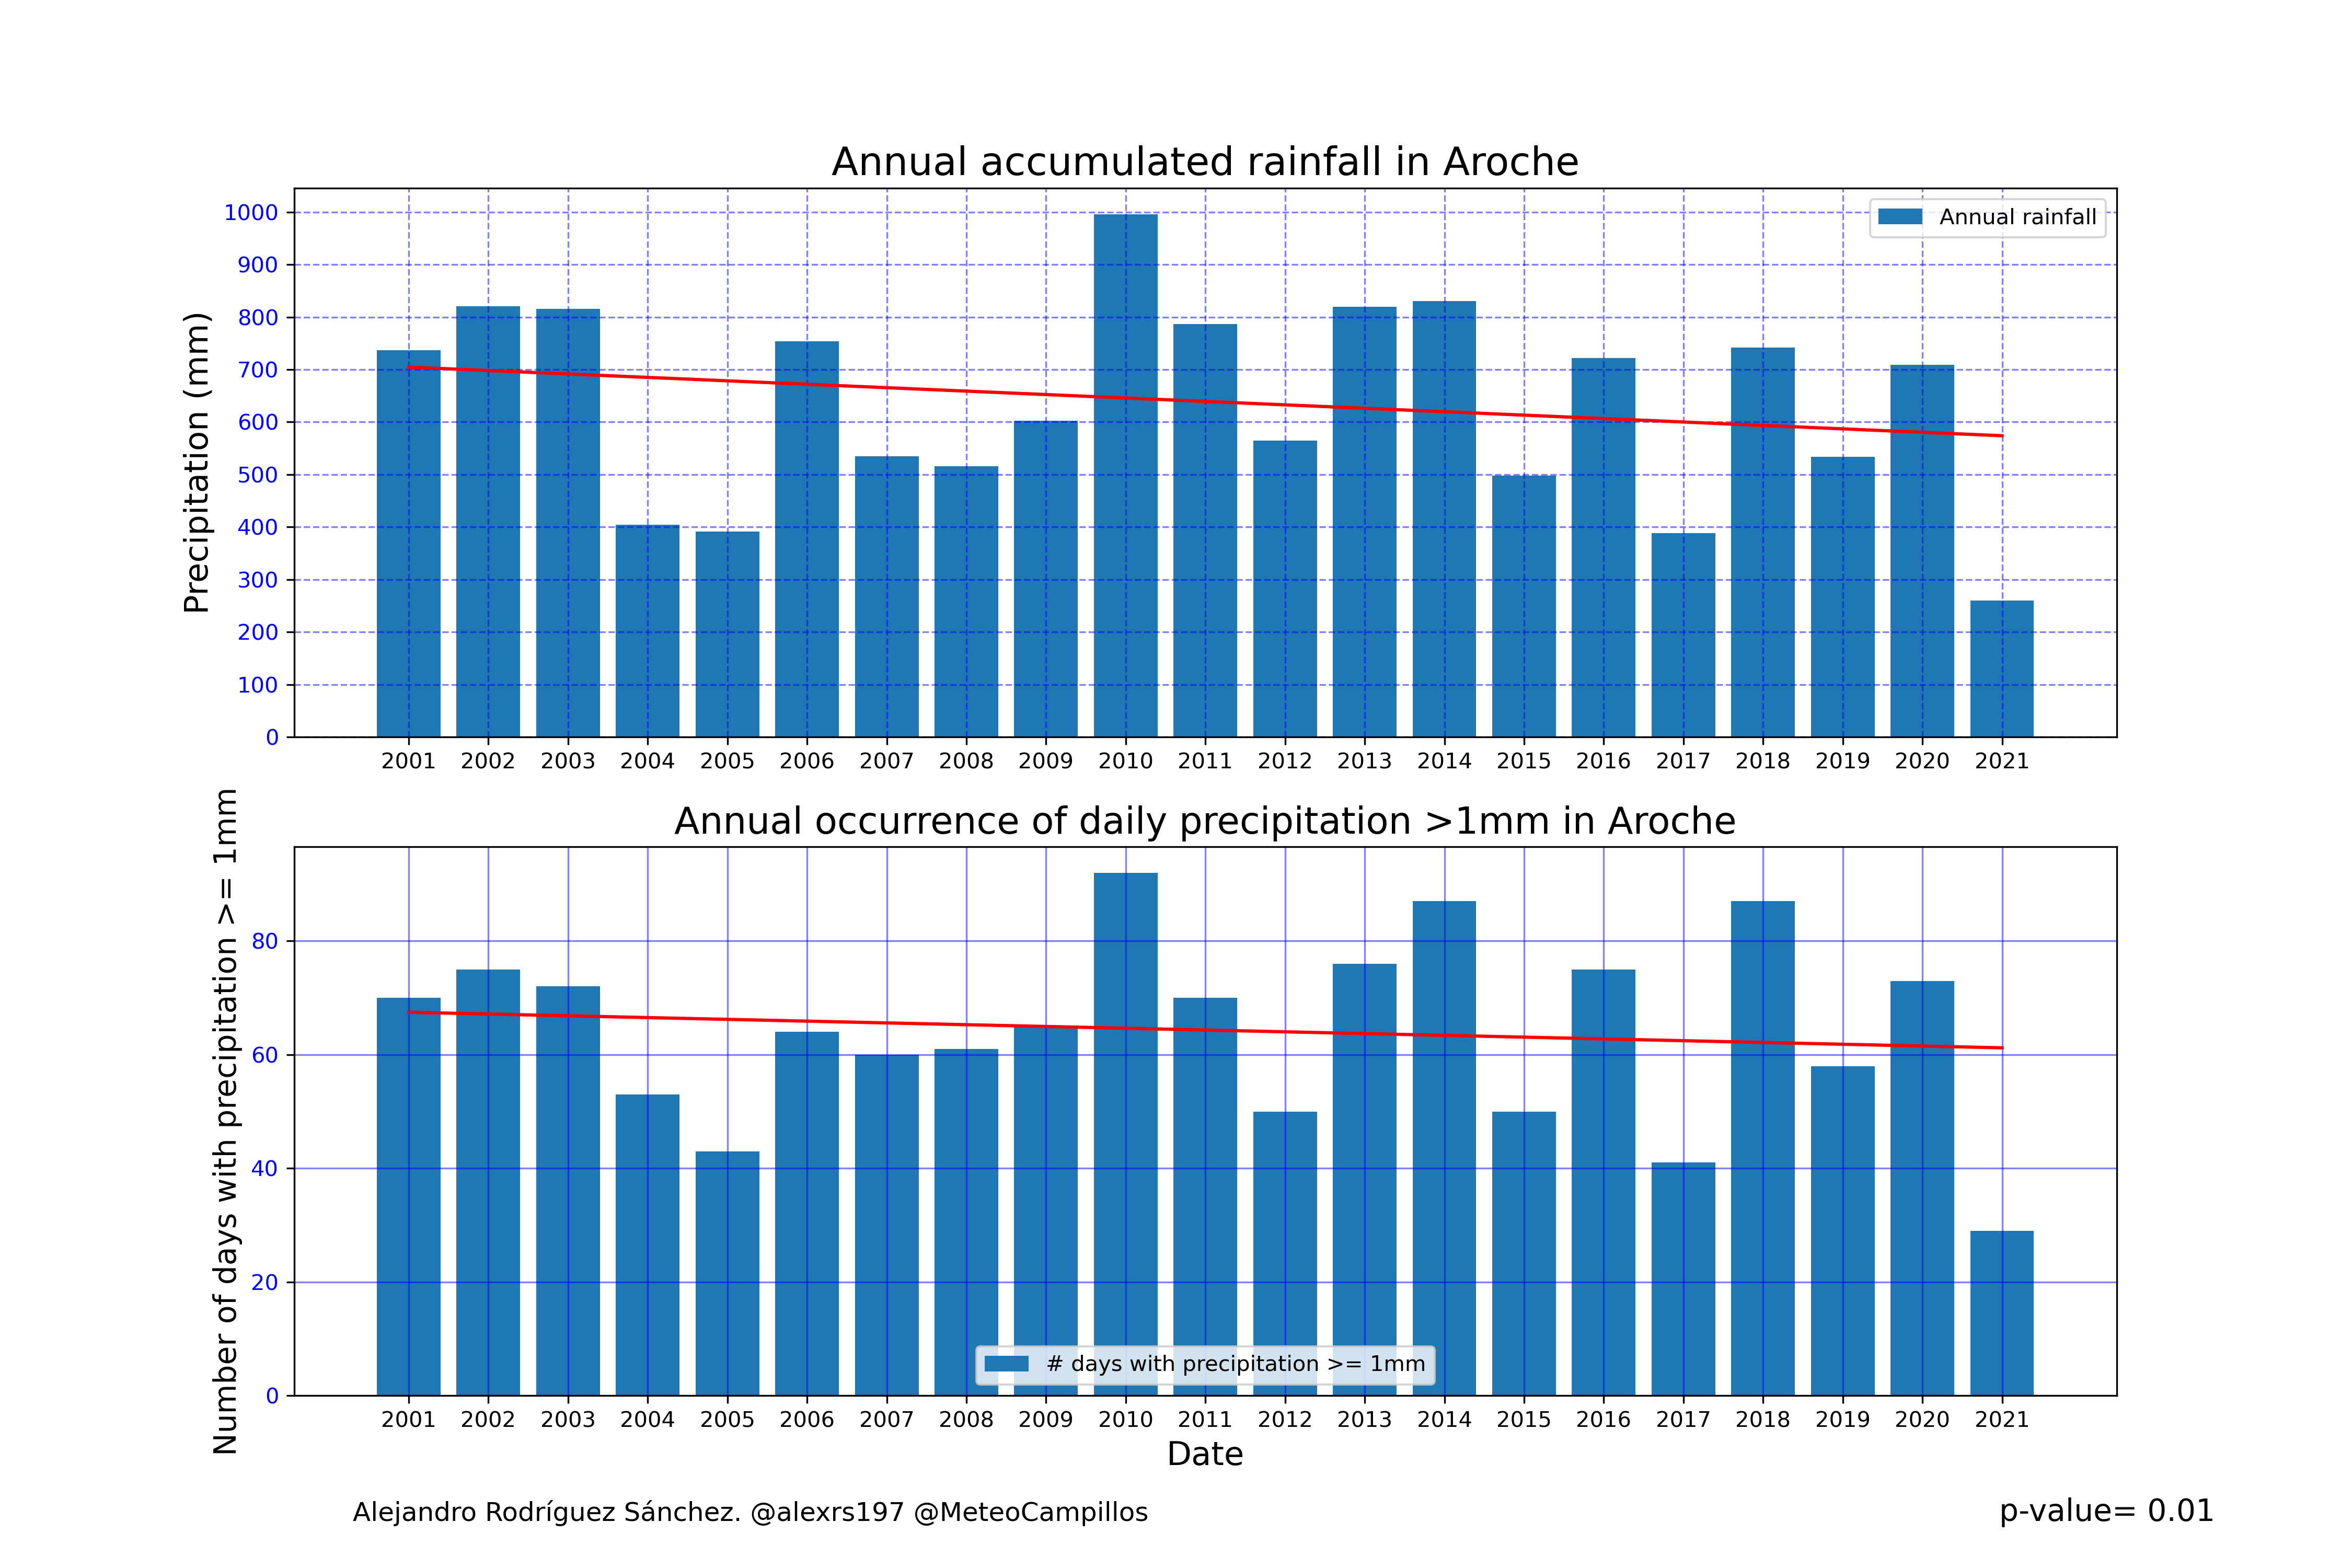 Annual accumulated rainfall in Aroche
Precipitation (mm)
1000
900
800
700
600
500
400
300
200
100
0
Annual rainfall
2001 2002 2003 2004 2005 2006 2007 2008 2009 2010 2011 2012 2013 2014 2015 2016 2017 2018 2019 2020 2021
Annual occurrence of daily precipitation >1mm in Aroche
Number of days with precipitation >= 1mm
80
60
40
20
0
# days with precipitation >= 1mm
2001 2002 2003 2004 2005 2006 2007 2008 2009 2010 2011 2012 2013 2014 2015 2016 2017 2018 2019 2020 2021
Date
Alejandro Rodríguez Sánchez. @alexrs197 @MeteoCampillos
p-value= 0.01